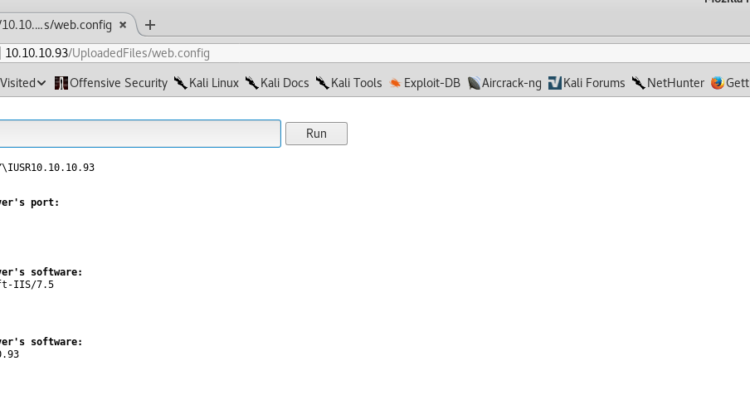 /10.10....s/web.config
10.10.10.93/UploadedFiles/web.config
Visited Offensive Security Kali Linux Kali Docs Kali Tools Exploit-DB Aircrack-ng Kali Forums NetHunter Gett
Run
\IUSR10.10.10.93
ver's port:
ver's software:
ft-IIS/7.5
ver's software:
0.93